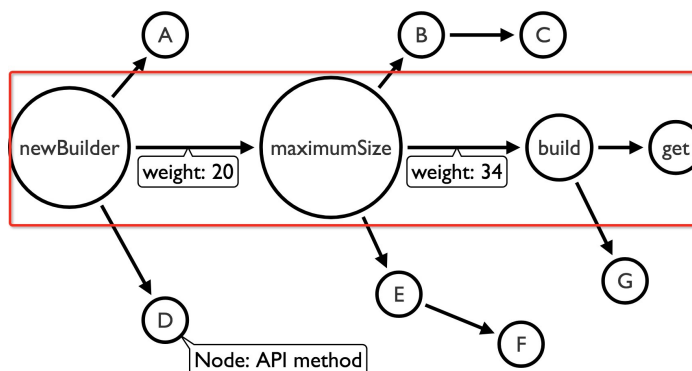 A
B
C
newBuilder
weight: 20
maximumSize
weight: 34
build
get
G
E
D
F
Node: API method